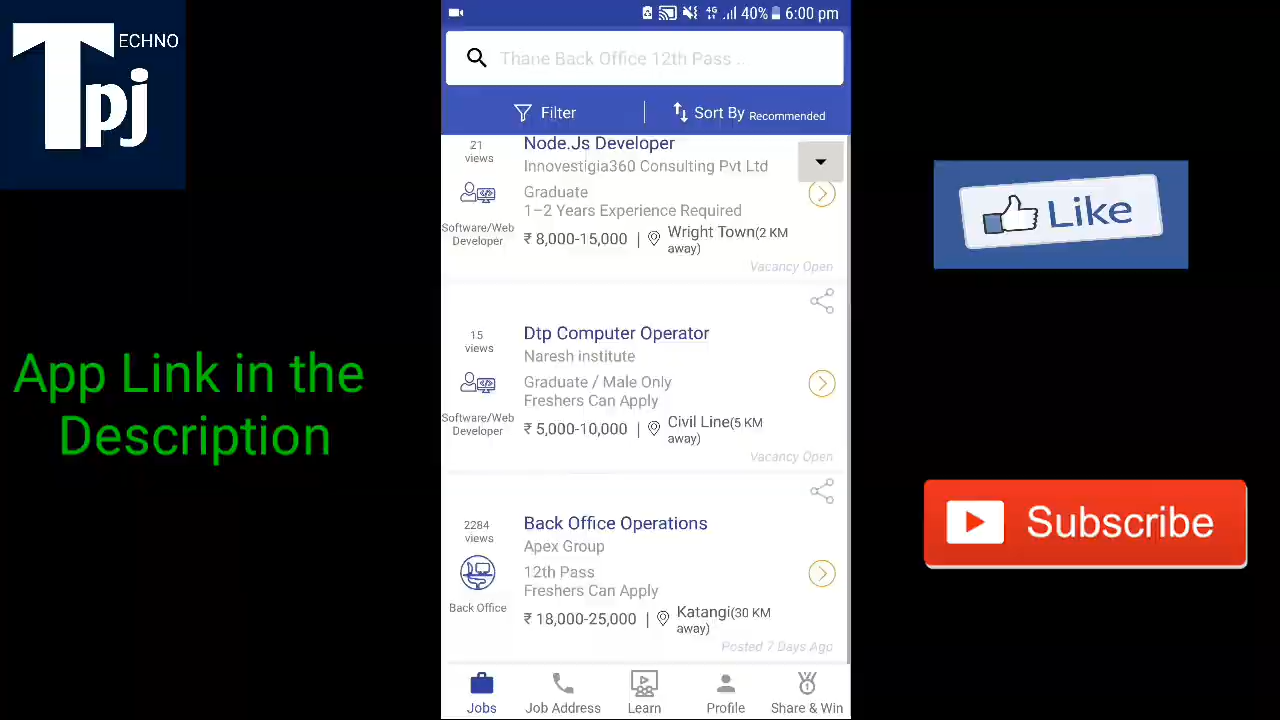 TECHNO
pj
App Link in the
Description
40% 6:00 pm
4G
Thane Back Office 12th Pass ..
Filter
Sort By Recommended
21
views
Node.Js Developer
Innovestigia360 Consulting Pvt Ltd
Graduate
1–2 Years Experience Required
Software/Web
Developer
₹ 8,000-15,000 | Wright Town(2 KM
away)
Vacancy Open
15
views
Dtp Computer Operator
Naresh institute
Graduate / Male Only
Freshers Can Apply
Software/Web
Developer
₹ 5,000-10,000 | Civil Line(5 KM
away)
Vacancy Open
2284
views
Back Office Operations
Apex Group
12th Pass
Freshers Can Apply
Back Office
₹ 18,000-25,000 | Katangi(30 KM
away)
Posted 7 Days Ago
Jobs
Job Address
Learn
Profile
1
Share & Win
Like
Subscribe